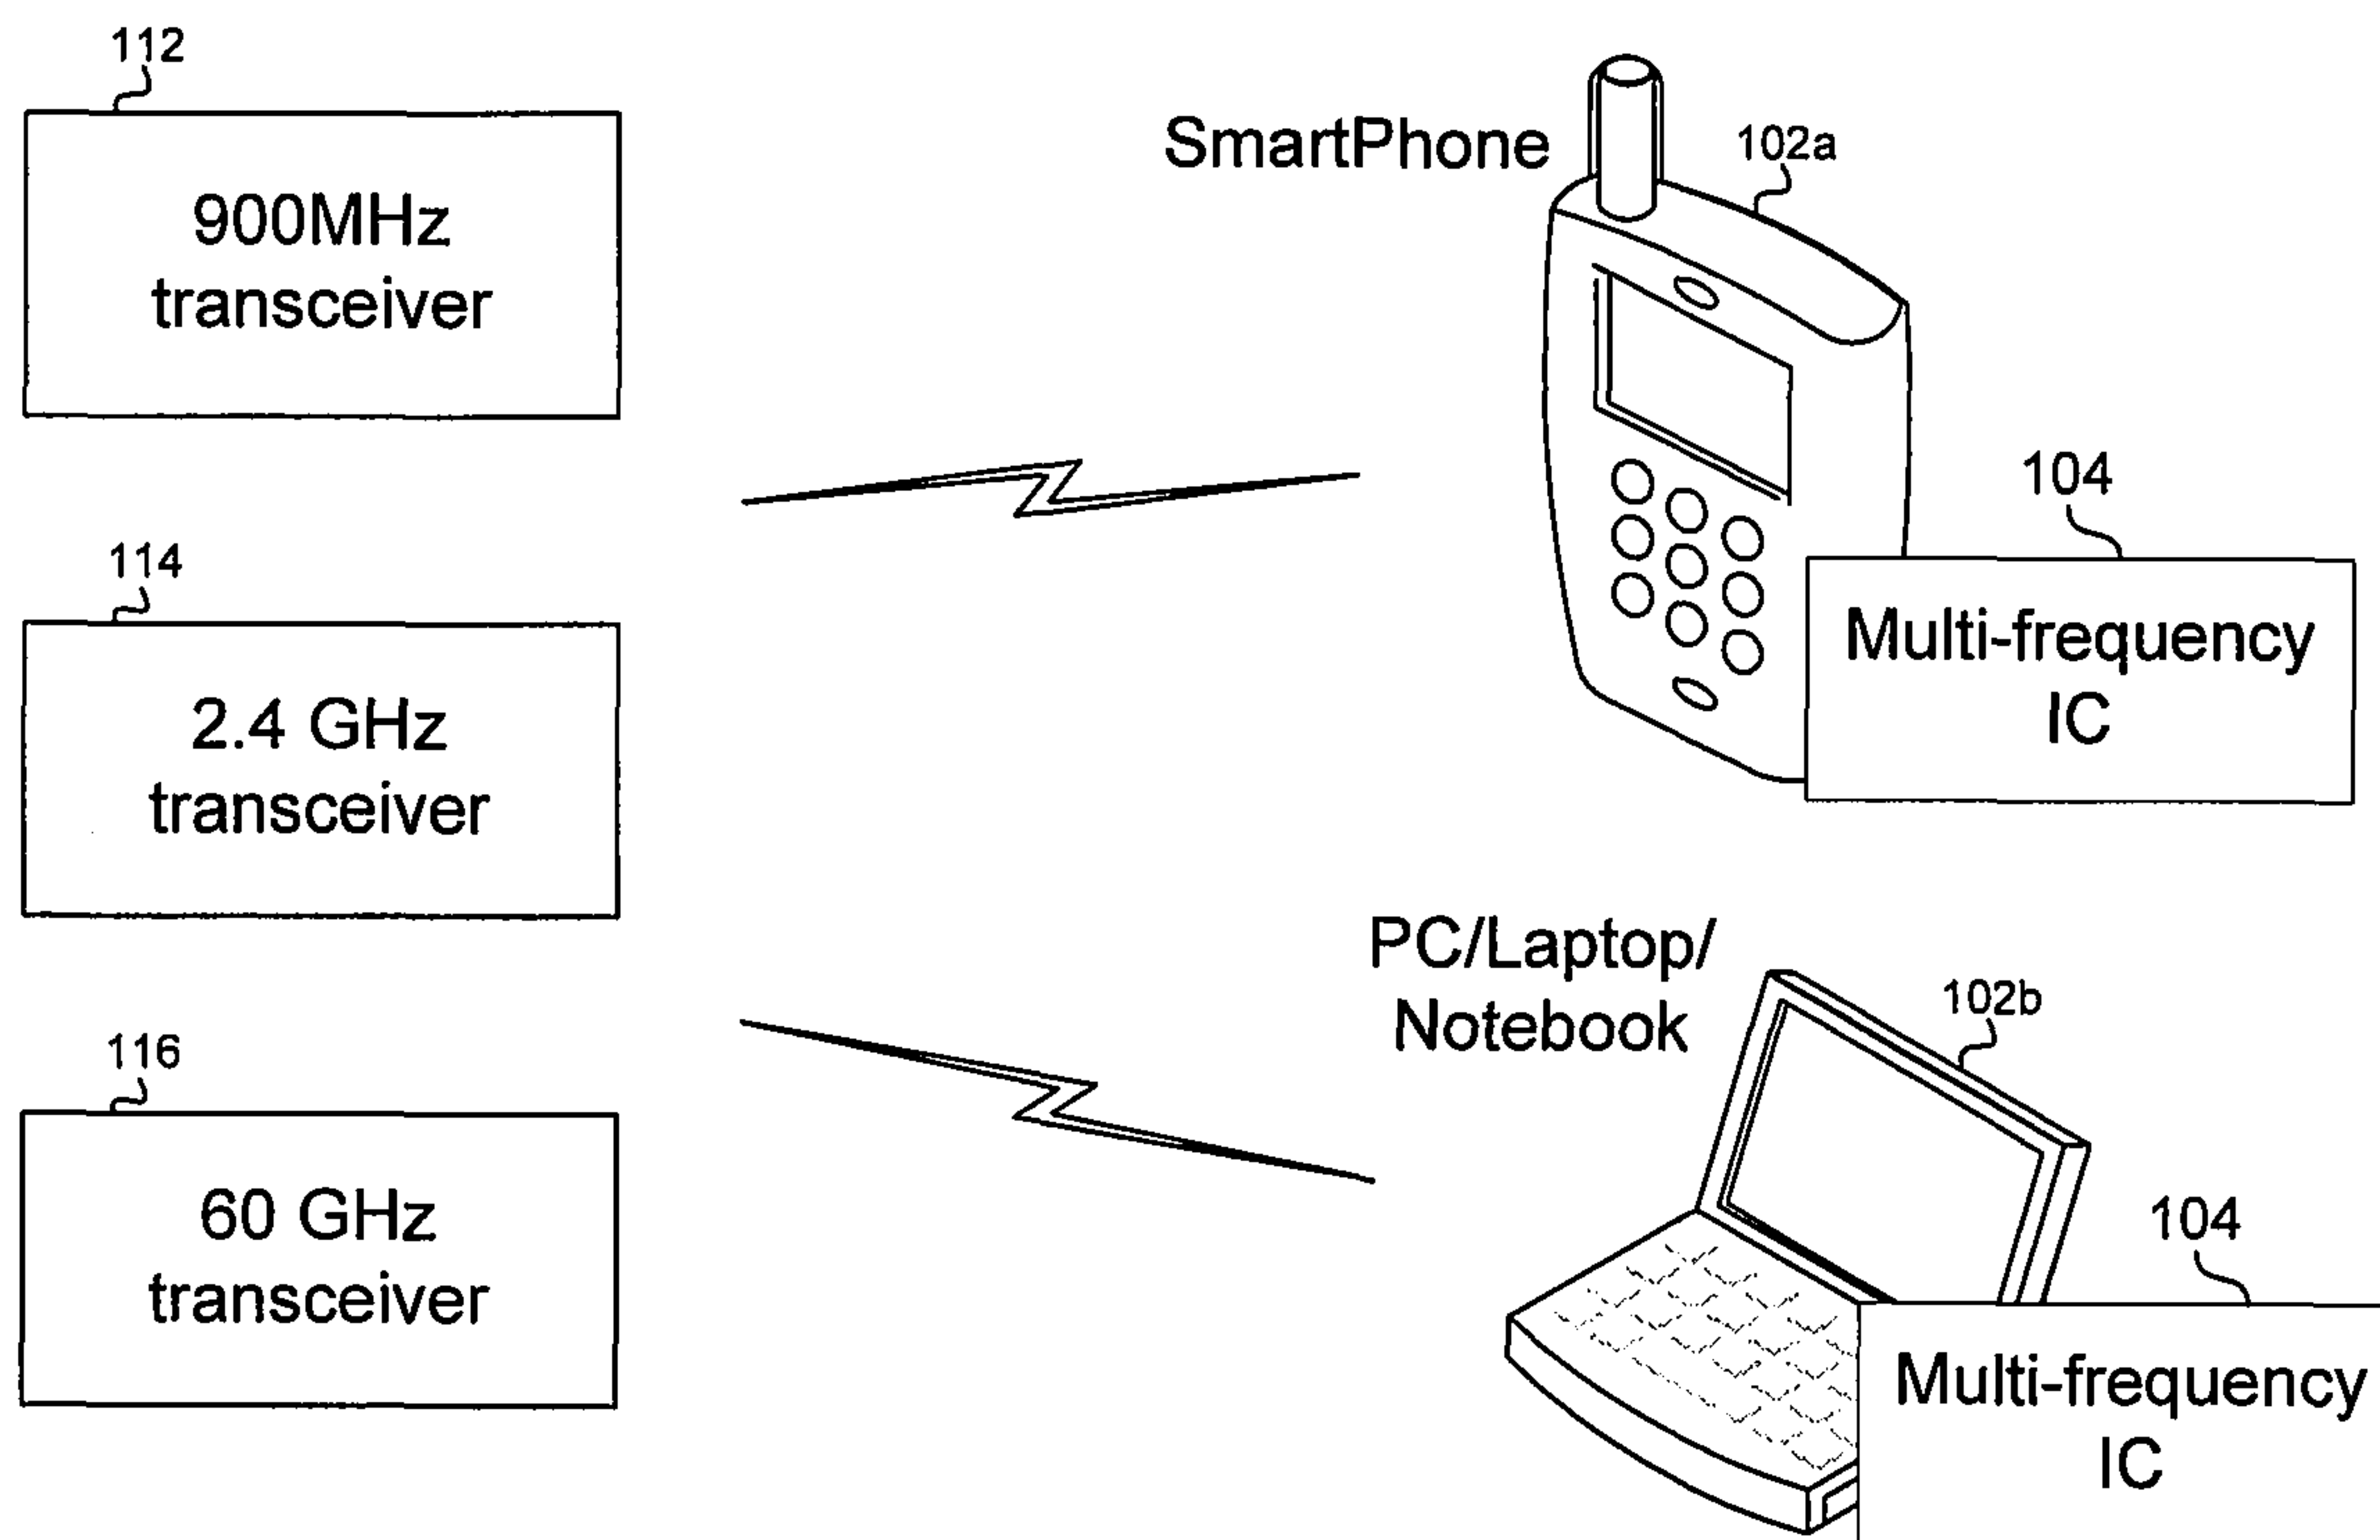 112
900MHz
transceiver
SmartPhone
102a
104
Multi-frequency
IC
114
2.4 GHz
transceiver
PC/Laptop/
Notebook
102b
104
Multi-frequency
IC
116
60 GHz
transceiver